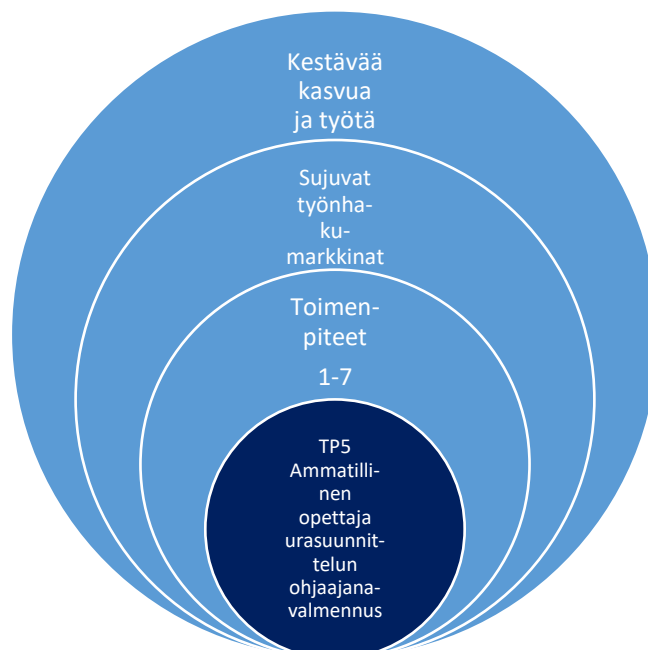 Kestävää
kasvua
ja työtä
Sujuvat
työnha-
ku-
markkinat
Toimen-
piteet
1-7
TP5
Ammatilli-
nen
opettaja
urasuunnit-
telun
ohjaajana-
valmennus